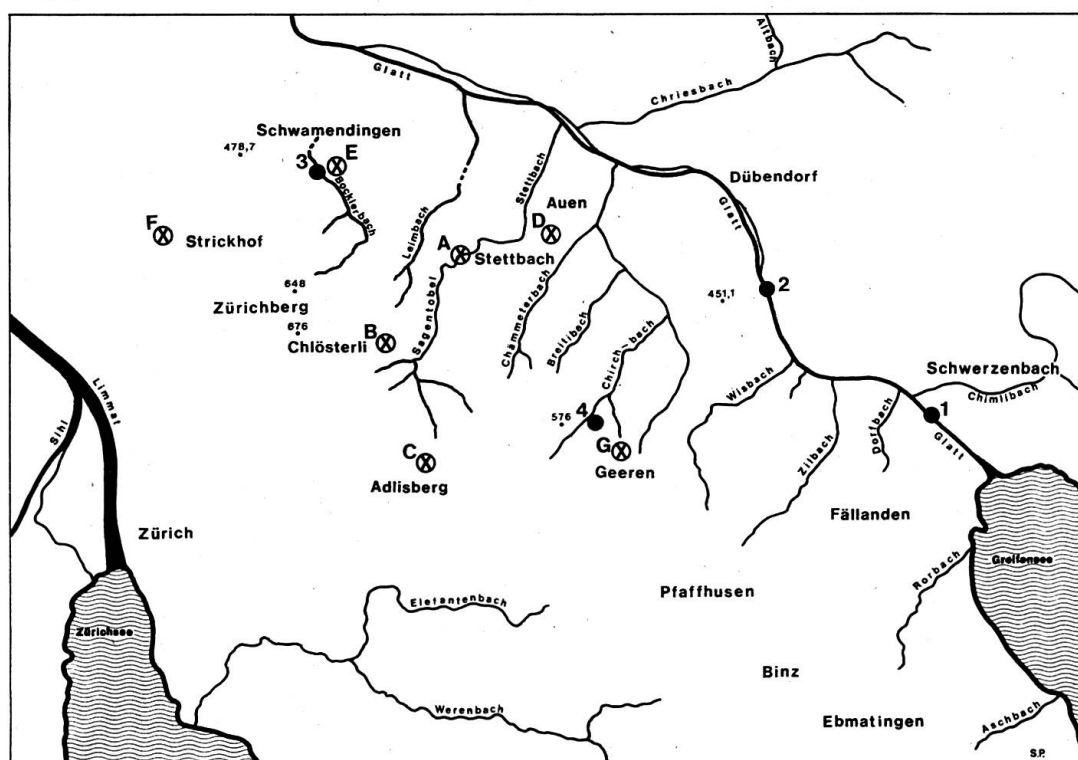 Altbach
Glatt
Chriesbach
Schwamendingen
478,7
3
E
Bocklerbach
Leimbach
Stettbach
Auen
Dübendorf
Glatt
F
Strickhof
D
A
Stettbach
648
Zürichberg
676
Chlösterli
B
Sagentobel
Chämmeterbach
Breitibach
Chirchbach
451,1
2
Schwerzenbach
Chimlibach
Wisbach
1
Glatt
Dorfbach
Zilbach
576
4
G
Geeren
C
Adlisberg
Limmat
Sihl
Fällanden
Zürich
Greifensee
Rorbach
Pfaffhusen
Elefantenbach
Zürichsee
Binz
Werenbach
Ebmatingen
Aschbach
S.P.